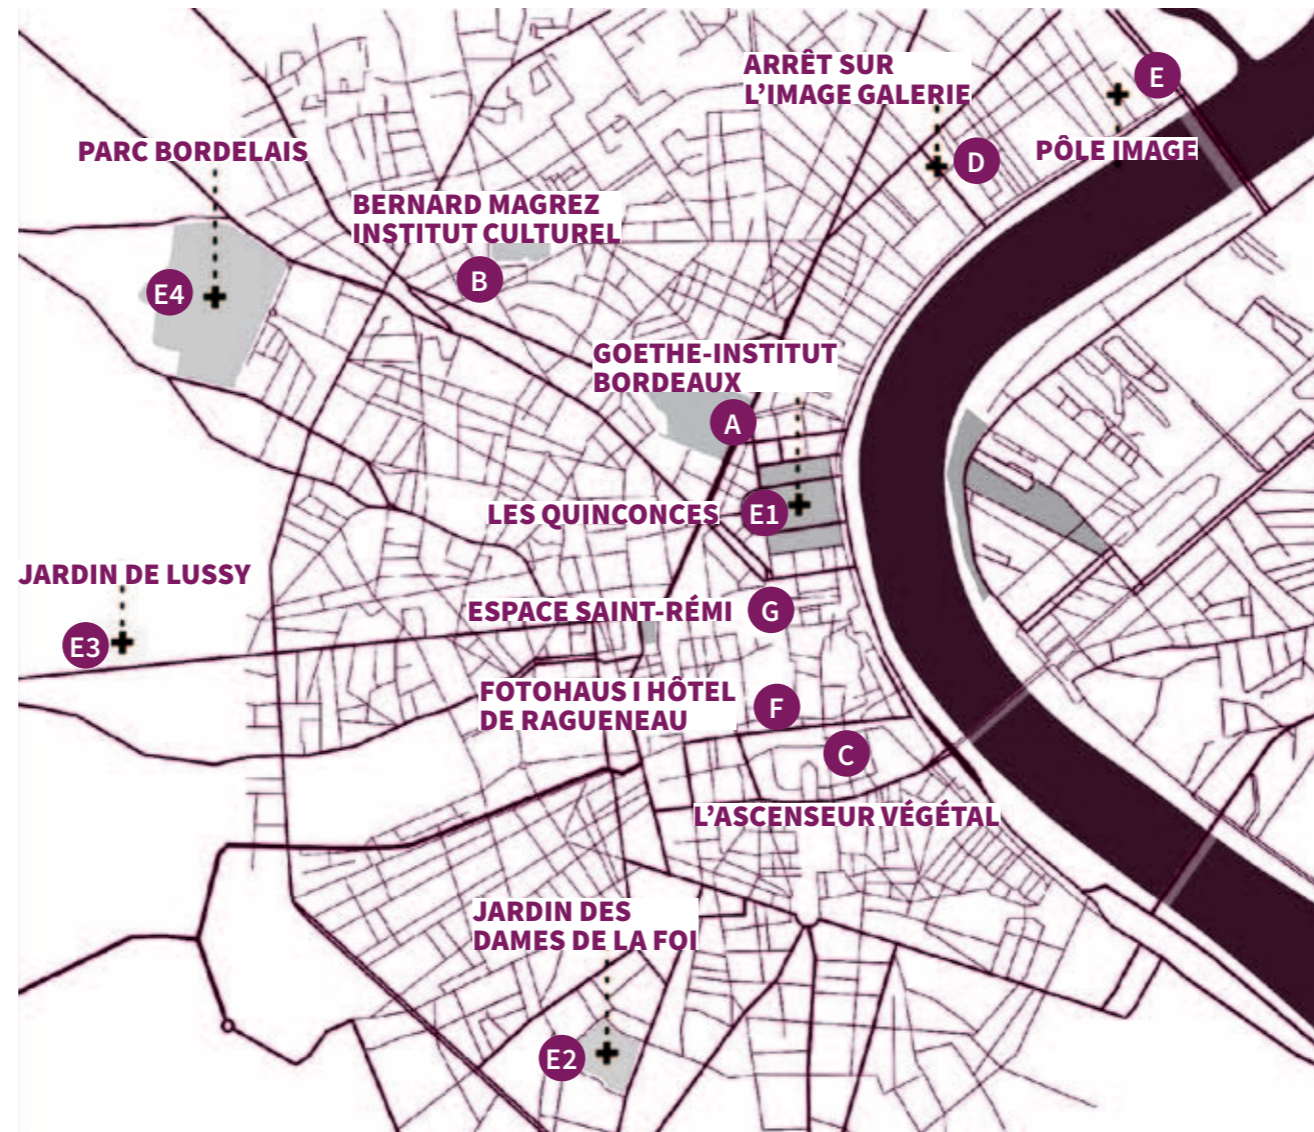 ARRÊT SUR
L'IMAGE GALERIE
D
E
PÔLE IMAGE
PARC BORDELAIS
E4
BERNARD MAGREZ
INSTITUT CULTUREL
B
GOETHE-INSTITUT
BORDEAUX
A
LES QUINCONCES
E1
JARDIN DE LUSSY
E3
ESPACE SAINT-RÉMI
G
FOTOHAUS I HÔTEL
DE RAGUENEAU
F
C
L'ASCENSEUR VÉGÉTAL
JARDIN DES
DAMES DE LA FOI
E2